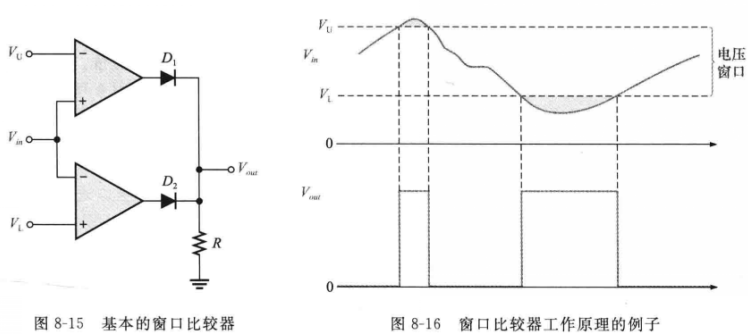 V_U
−
D_1
+
V_in
−
D_2
V_out
V_L
+
R
图 8-15 基本的窗口比较器
V_U
V_in
电压
窗口
V_L
0
V_out
0
图 8-16 窗口比较器工作原理的例子